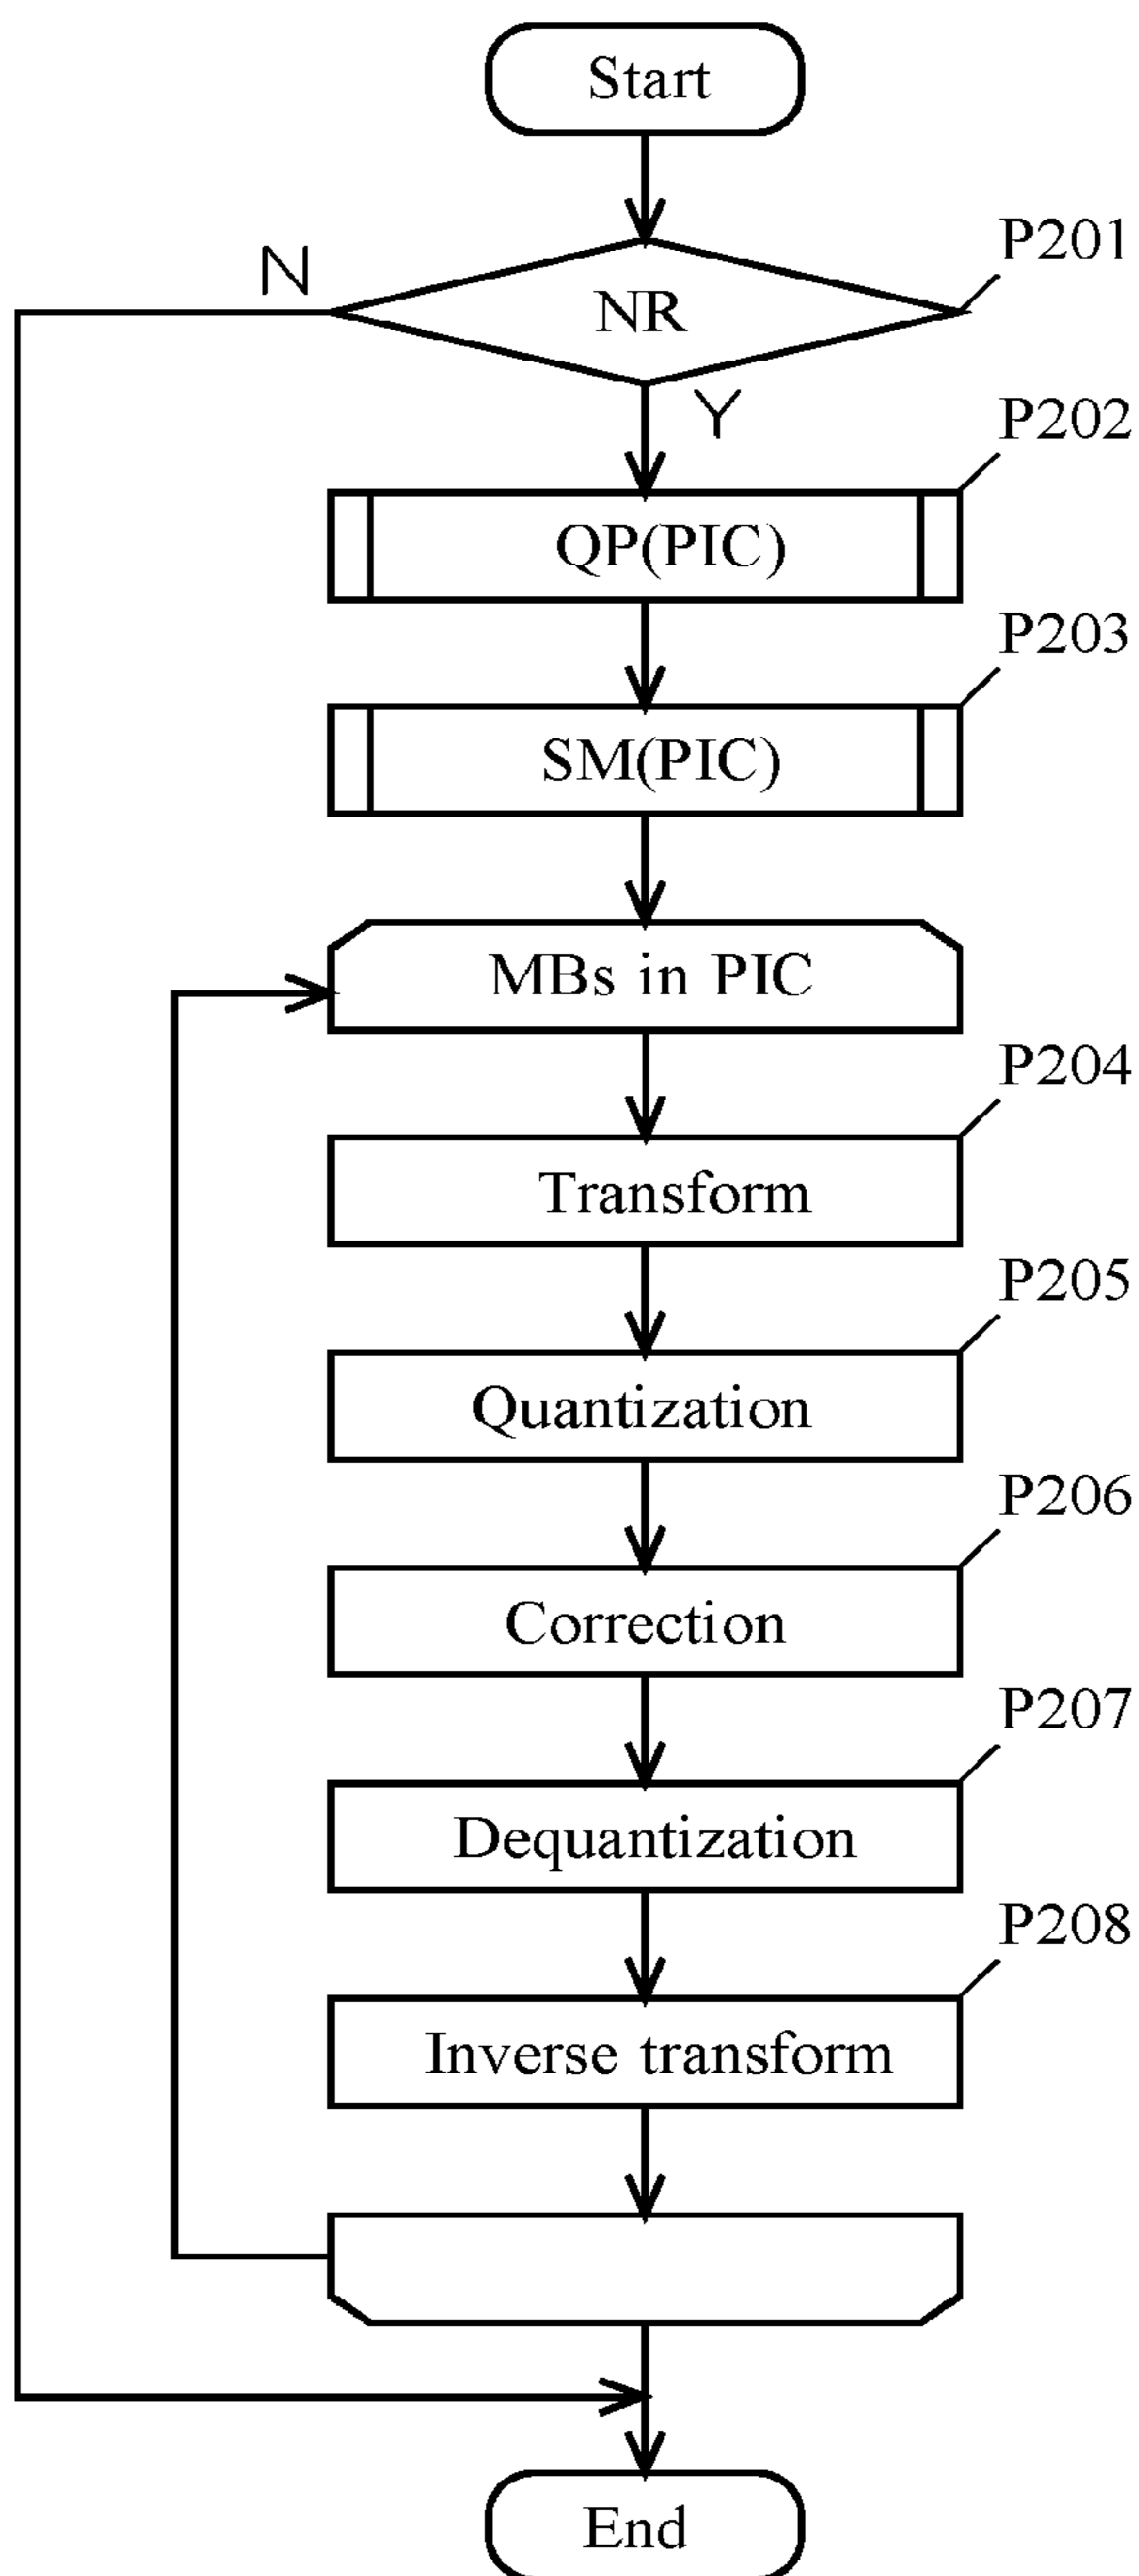 Start
P201
N
NR
Y
P202
QP(PIC)
P203
SM(PIC)
MBs in PIC
P204
Transform
P205
Quantization
P206
Correction
P207
Dequantization
P208
Inverse transform
End